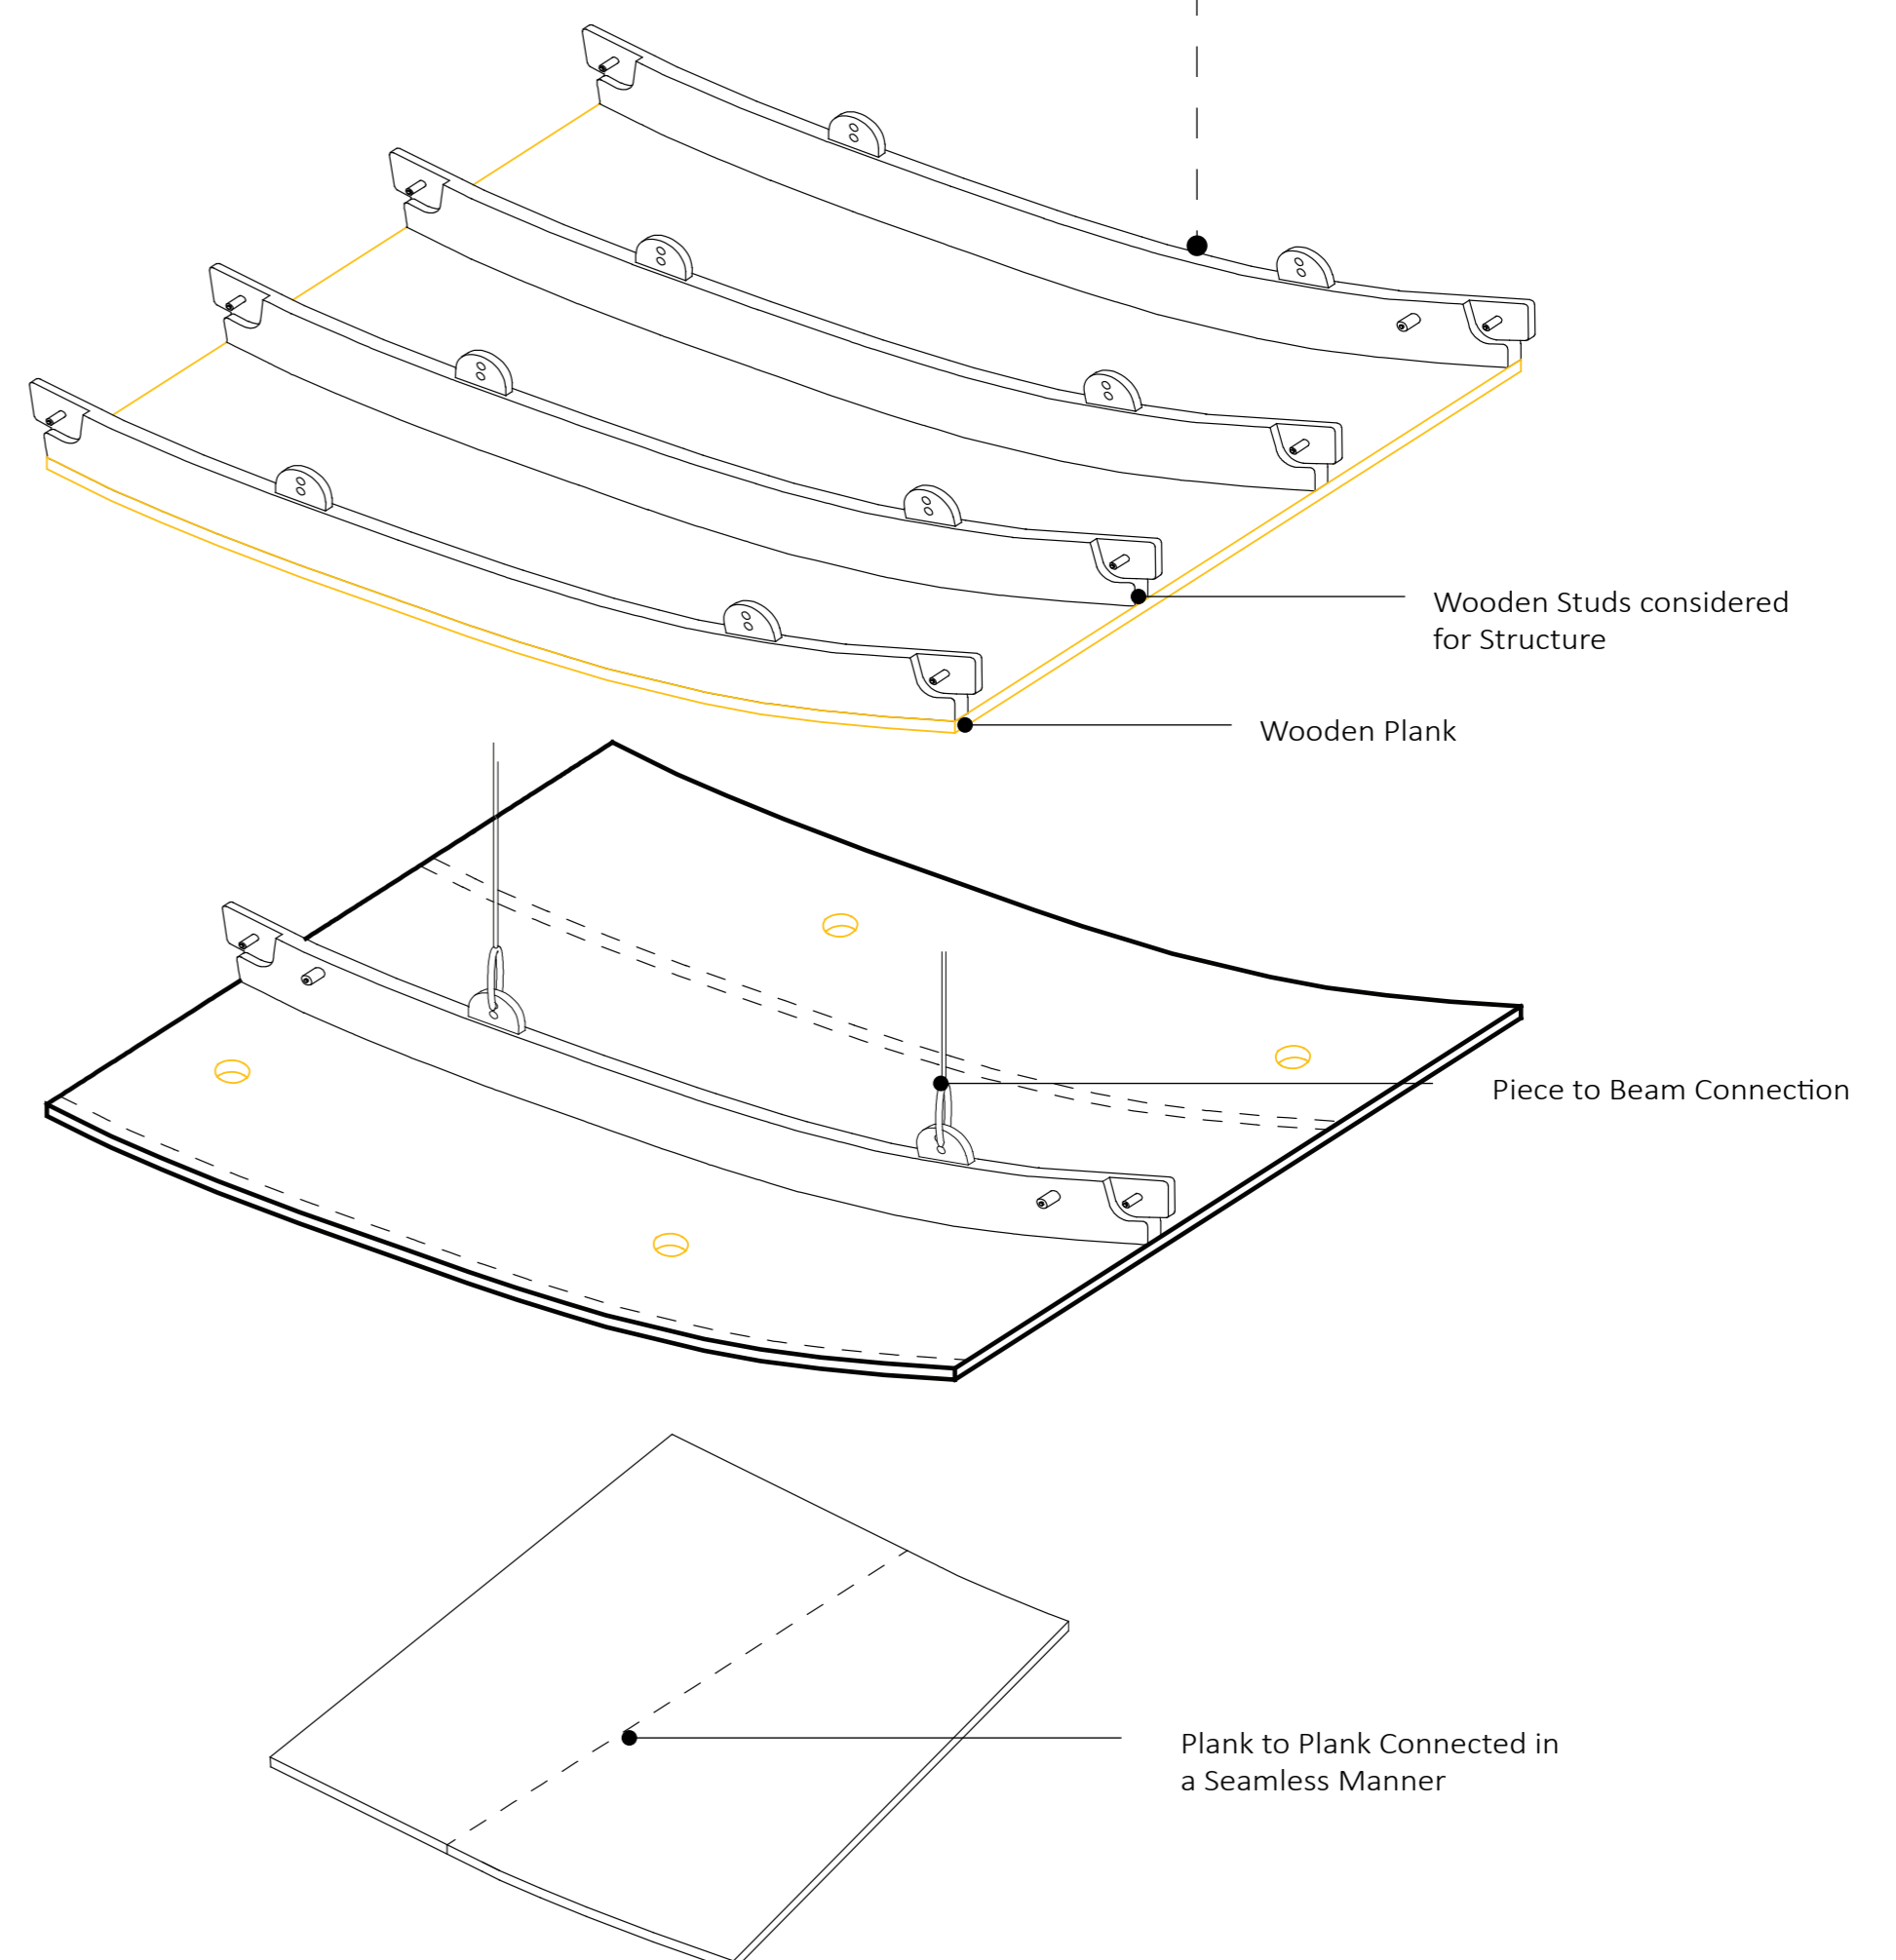 Wooden Studs considered
for Structure
Wooden Plank
Piece to Beam Connection
Plank to Plank Connected in
a Seamless Manner